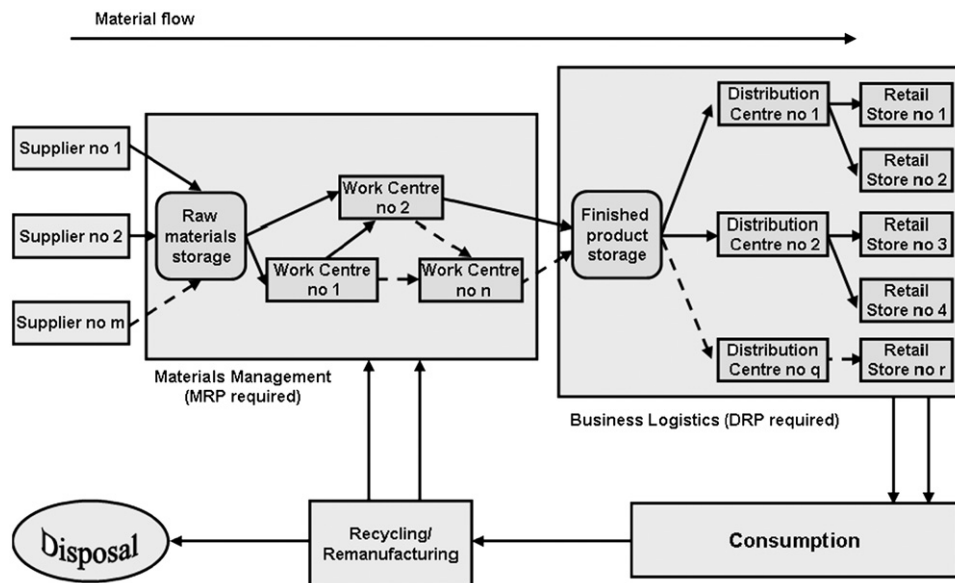 Material flow
Supplier no 1
Supplier no 2
Supplier no m
Raw
materials
storage
Work Centre
no 2
Work Centre
no 1
Work Centre
no n
Materials Management
(MRP required)
Finished
product
storage
Distribution
Centre no 1
Distribution
Centre no 2
Distribution
Centre no q
Retail
Store no 1
Retail
Store no 2
Retail
Store no 3
Retail
Store no 4
Retail
Store no r
Business Logistics (DRP required)
Disposal
Recycling/
Remanufacturing
Consumption